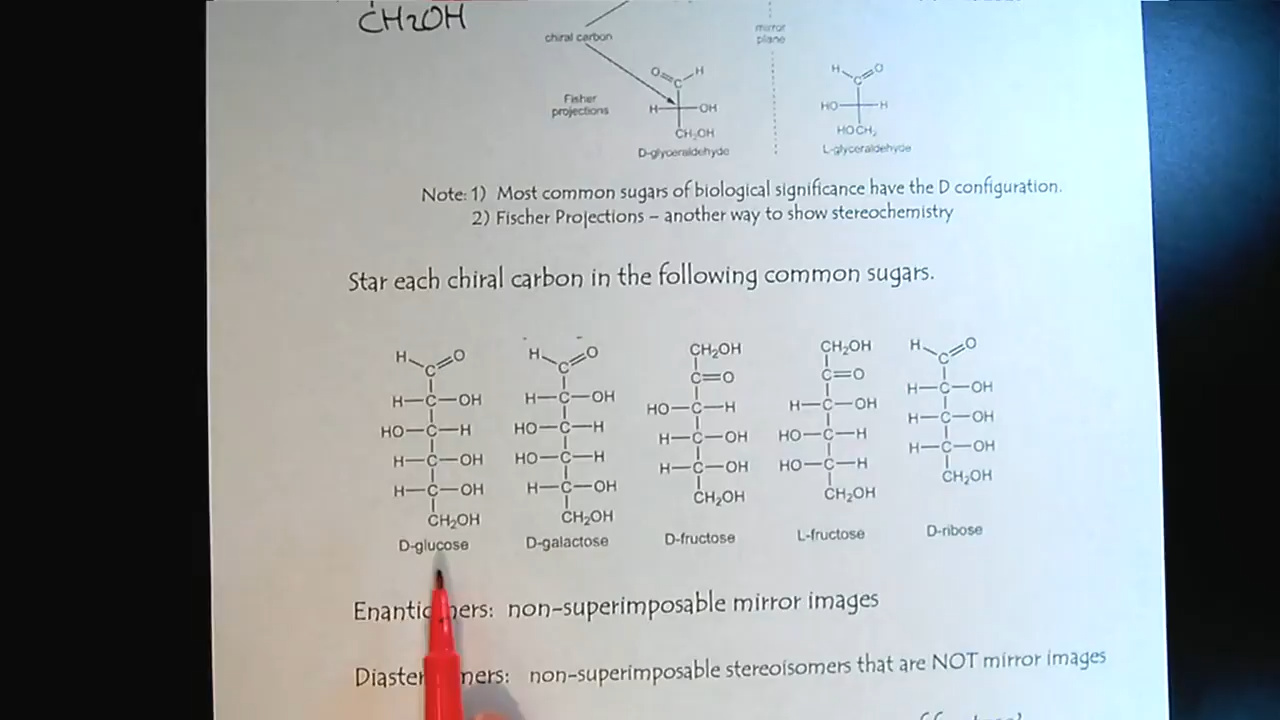 CH2OH
chiral carbon
mirror
plane
O H
C
H OH
CH2OH
D-glyceraldehyde
Fisher
projections
H O
C
HO H
HOCH2
L-glyceraldehyde
Note: 1) Most common sugars of biological significance have the D configuration.
2) Fischer Projections – another way to show stereochemistry
Star each chiral carbon in the following common sugars.
H C=O
H—C—OH
HO—C—H
H—C—OH
H—C—OH
CH2OH
D-glucose
H C=O
H—C—OH
HO—C—H
HO—C—H
H—C—OH
CH2OH
D-galactose
CH2OH
C=O
HO—C—H
H—C—OH
H—C—OH
CH2OH
D-fructose
CH2OH
C=O
H—C—OH
HO—C—H
HO—C—H
CH2OH
L-fructose
H C=O
H—C—OH
H—C—OH
H—C—OH
CH2OH
D-ribose
non-superimposable mirror images
non-superimposable stereoisomers that are NOT mirror images